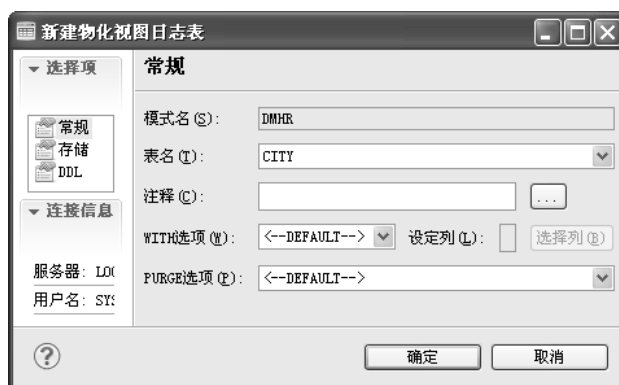 新建物化视图日志表
选择项
常规
存储
DDL
连接信息
服务器: LO
用户名: SYS
常规
模式名(S): DMHR
表名(T): CITY
注释(C): ...
WITH选项(W): <--DEFAULT--> 设定列(L): 选择列(B)
PURGE选项(P): <--DEFAULT-->
确定 取消